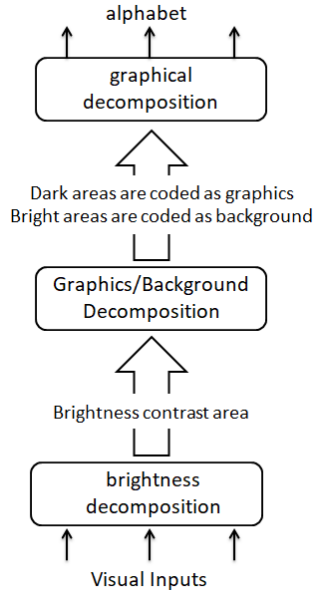 alphabet
graphical
decomposition
Dark areas are coded as graphics
Bright areas are coded as background
Graphics/Background
Decomposition
Brightness contrast area
brightness
decomposition
Visual Inputs